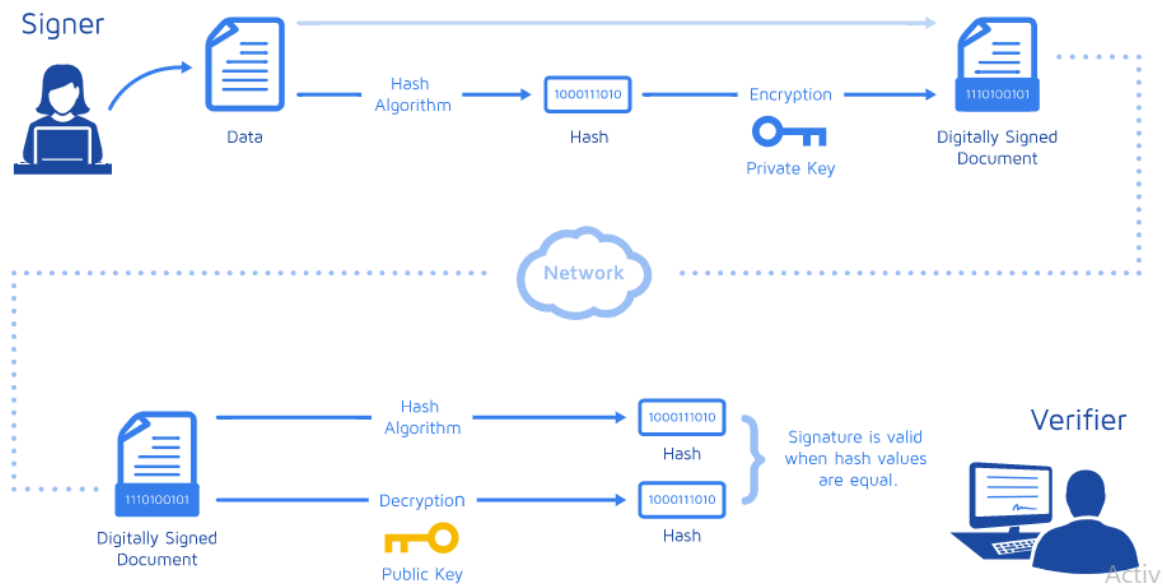 Signer
Hash
Algorithm
1000111010
Encryption
1110100101
Data
Hash
Private Key
Digitally Signed
Document
Network
Hash
Algorithm
1000111010
Hash
Signature is valid
when hash values
are equal.
Verifier
1110100101
Decryption
1000111010
Hash
Digitally Signed
Document
Public Key
Activ